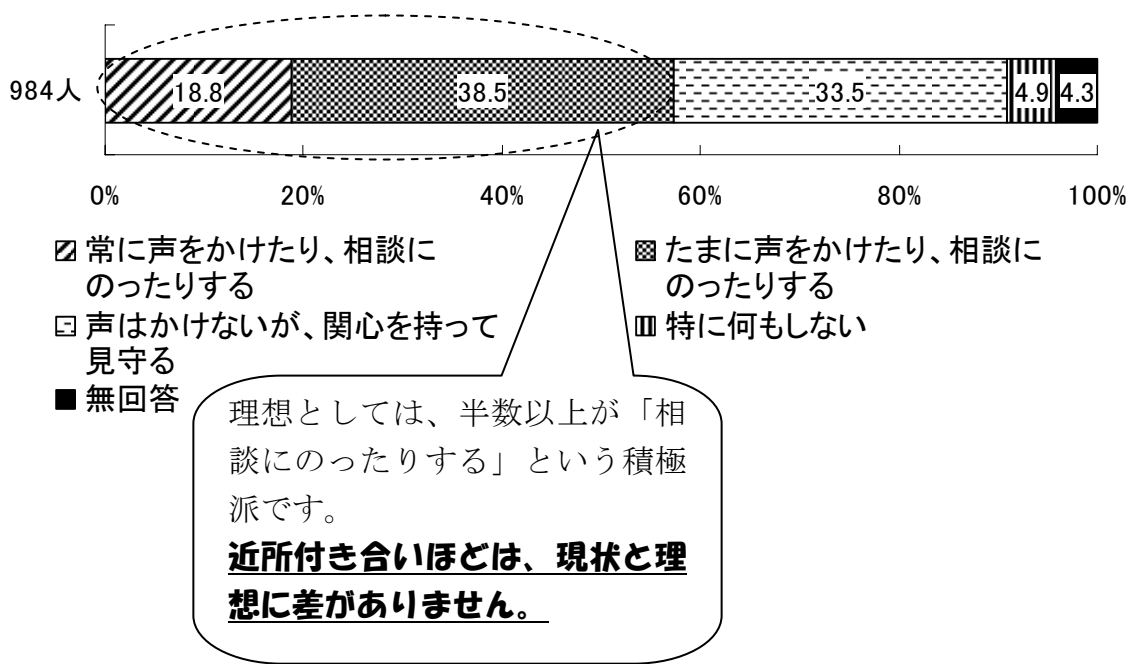 984人
18.8
38.5
33.5
4.9
4.3
0%
20%
40%
60%
80%
100%
常に声をかけたり、相談に
のったりする
たまに声をかけたり、相談に
のったりする
声はかけないが、関心を持って
見守る
特に何もしない
無回答
理想としては、半数以上が「相
談にのったりする」という積極
派です。
近所付き合いほどは、現状と理
想に差がありません。